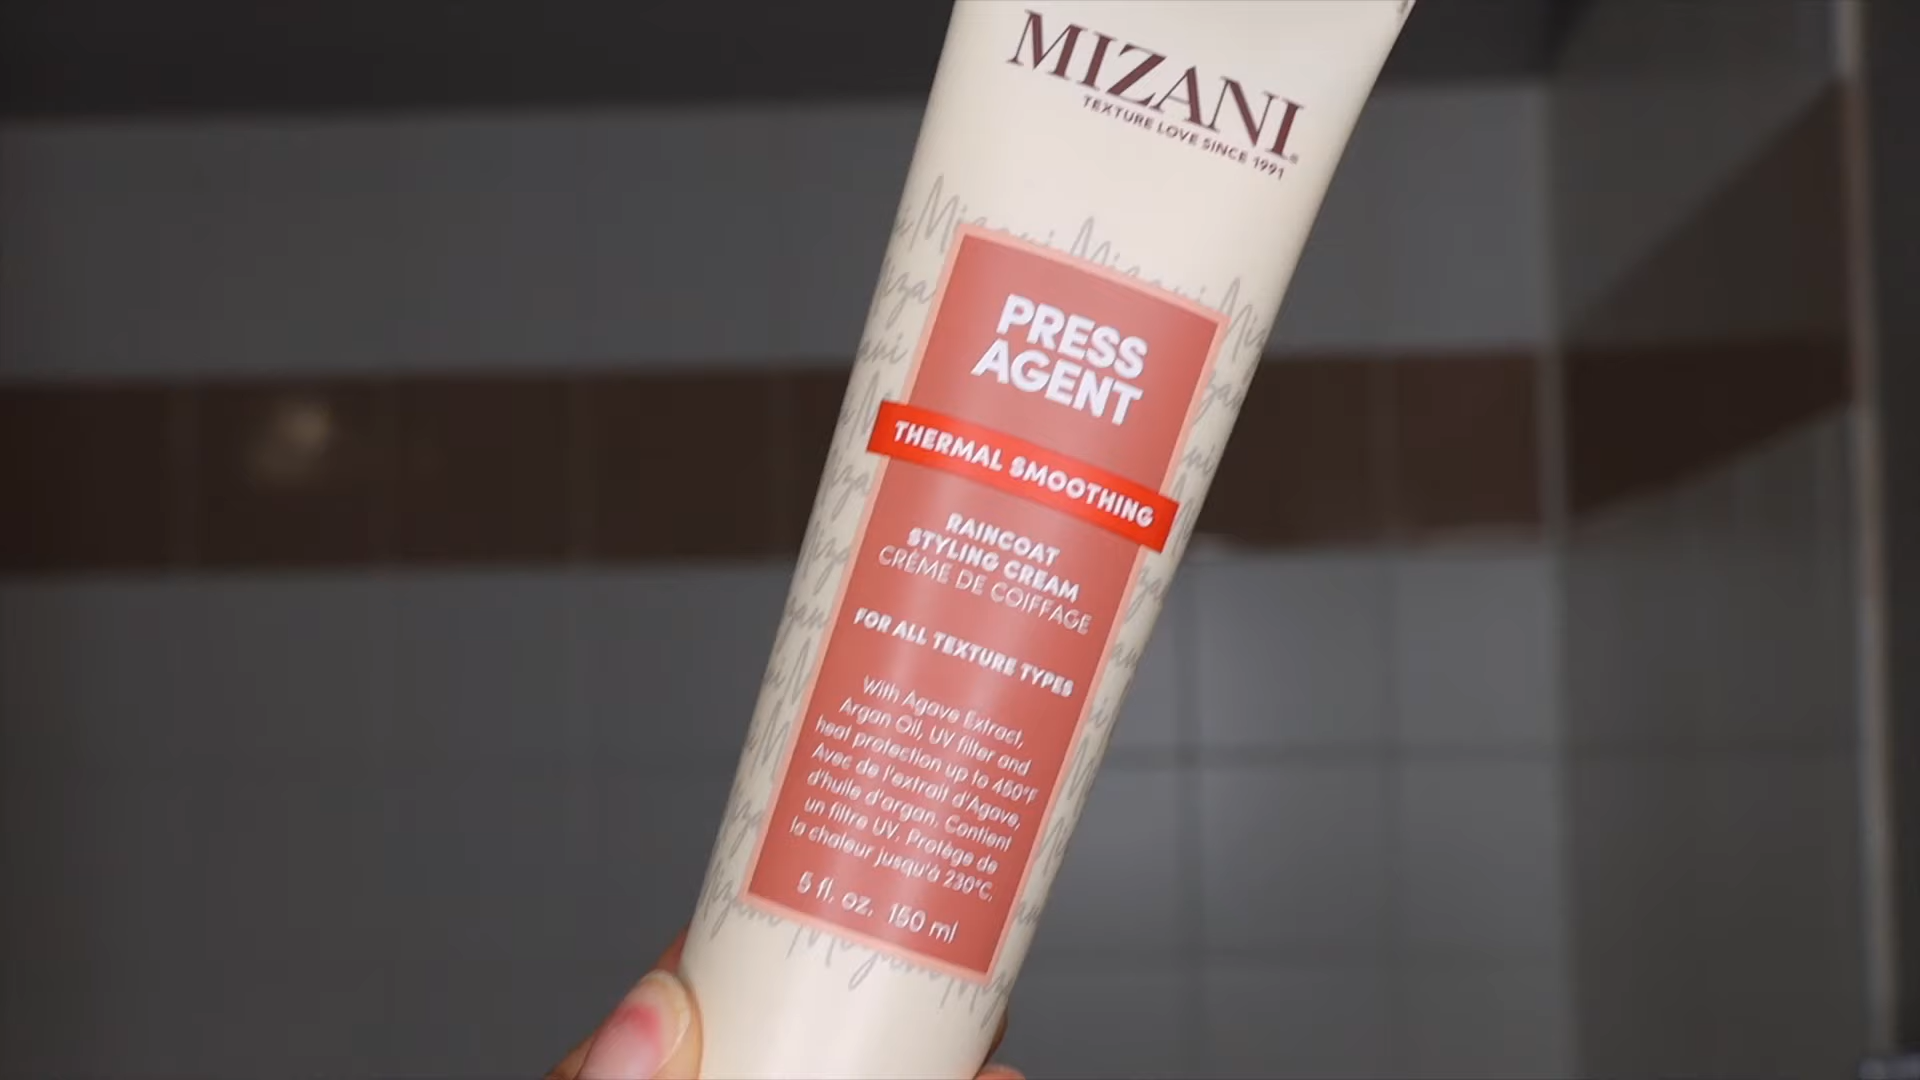 MIZANI
TEXTURE LOVE SINCE 1991
PRESS
AGENT
THERMAL SMOOTHING
RAINCOAT
STYLING CREAM
CRÈME DE COIFFAGE
FOR ALL TEXTURE TYPES
With Agave Extract,
Argan Oil, UV filter and
heat protection up to 450°F
Avec de l'extrait d'Agave,
d'huile d'argan. Contient
un filtre UV. Protège de
la chaleur jusqu'à 230°C.
5 fl. oz. 150 ml